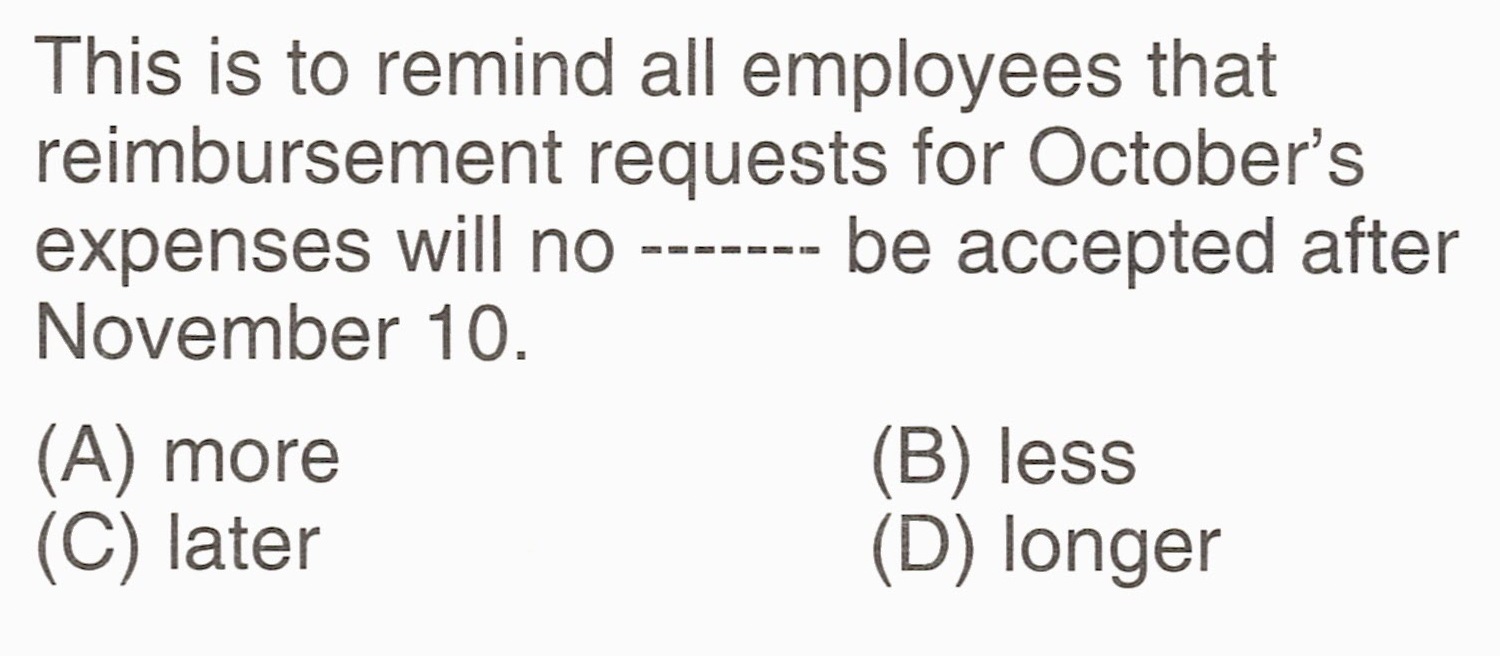 This is to remind all employees that
reimbursement requests for October’s
expenses will no ------- be accepted after
November 10.
(A) more (B) less
(C) later (D) longer